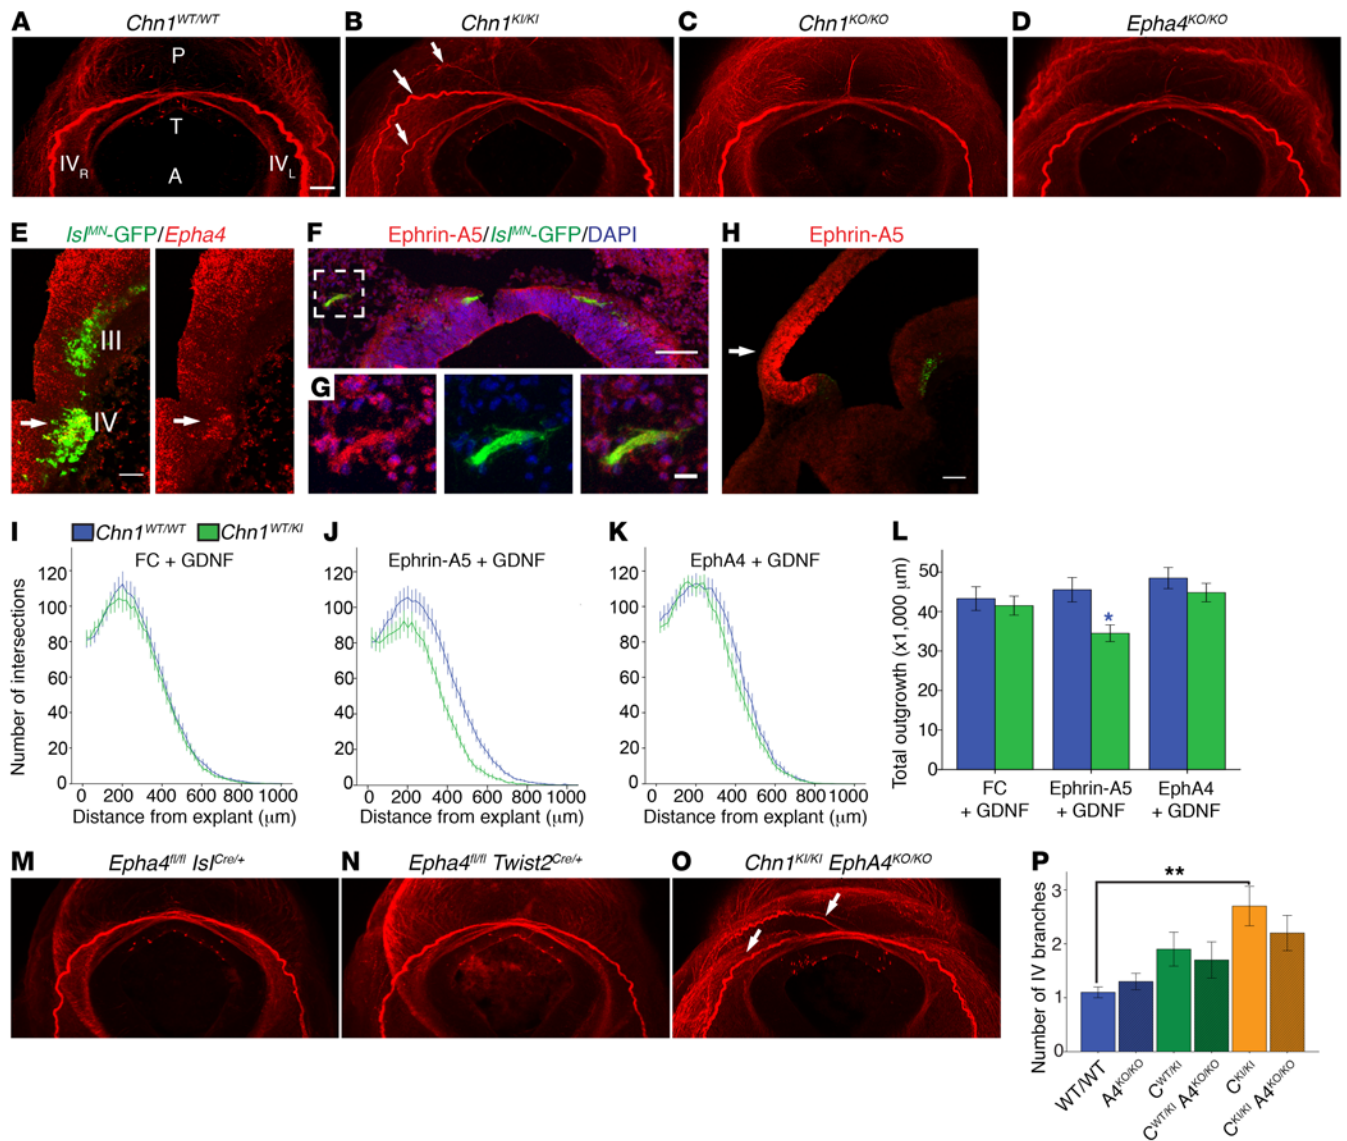 A Chn1WT/WT
B Chn1KI/KI
C Chn1KO/KO
D Epha4KO/KO
P
T
A
IVR
IVL
E IslMN-GFP/Epha4
III
IV
F Ephrin-A5/IslMN-GFP/DAPI
G
H Ephrin-A5
I Chn1WT/WT Chn1WT/KI
FC + GDNF
Number of intersections
120
100
80
60
40
20
0
0 200 400 600 800 1000
Distance from explant (μm)
J
Ephrin-A5 + GDNF
120
100
80
60
40
20
0
0 200 400 600 800 1000
Distance from explant (μm)
K
EphA4 + GDNF
120
100
80
60
40
20
0
0 200 400 600 800 1000
Distance from explant (μm)
L
Total outgrowth (x1,000 μm)
50
40
30
20
10
0
*
FC + GDNF
Ephrin-A5 + GDNF
EphA4 + GDNF
M Epha4fl/fl IslCre/+
N Epha4fl/fl Twist2Cre/+
O Chn1KI/KI EphA4KO/KO
P
Number of IV branches
**
3
2
1
0
WT/WT
A4KO/KO
CWT/KI
CWT/KI A4KO/KO
CKI/KI
CKI/KI A4KO/KO